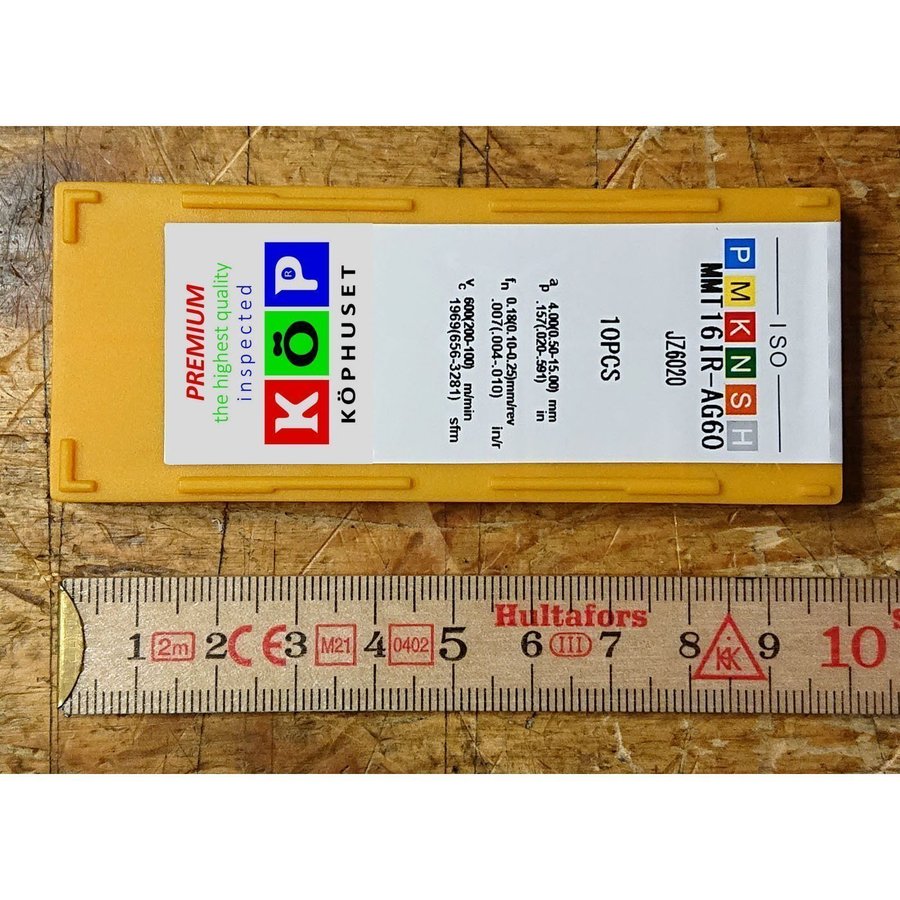 PREMIUM
the highest quality
inspected
KÖP®
KÖPHUSET
ISO
P M K N S H
MMT16IR-AG60
JZ6020
10PCS
ap 4.00(0.50-15.00) mm
.157(.020-.591) in
fn 0.18(0.10-0.25)mm/rev
.007(.004-.010) in/r
vc 600(200-100) m/min
1969(656-3281) sfm
Hultafors
1 2m 2 CE 3 M21 4 0402 5 6 III 7 8 K 9 10